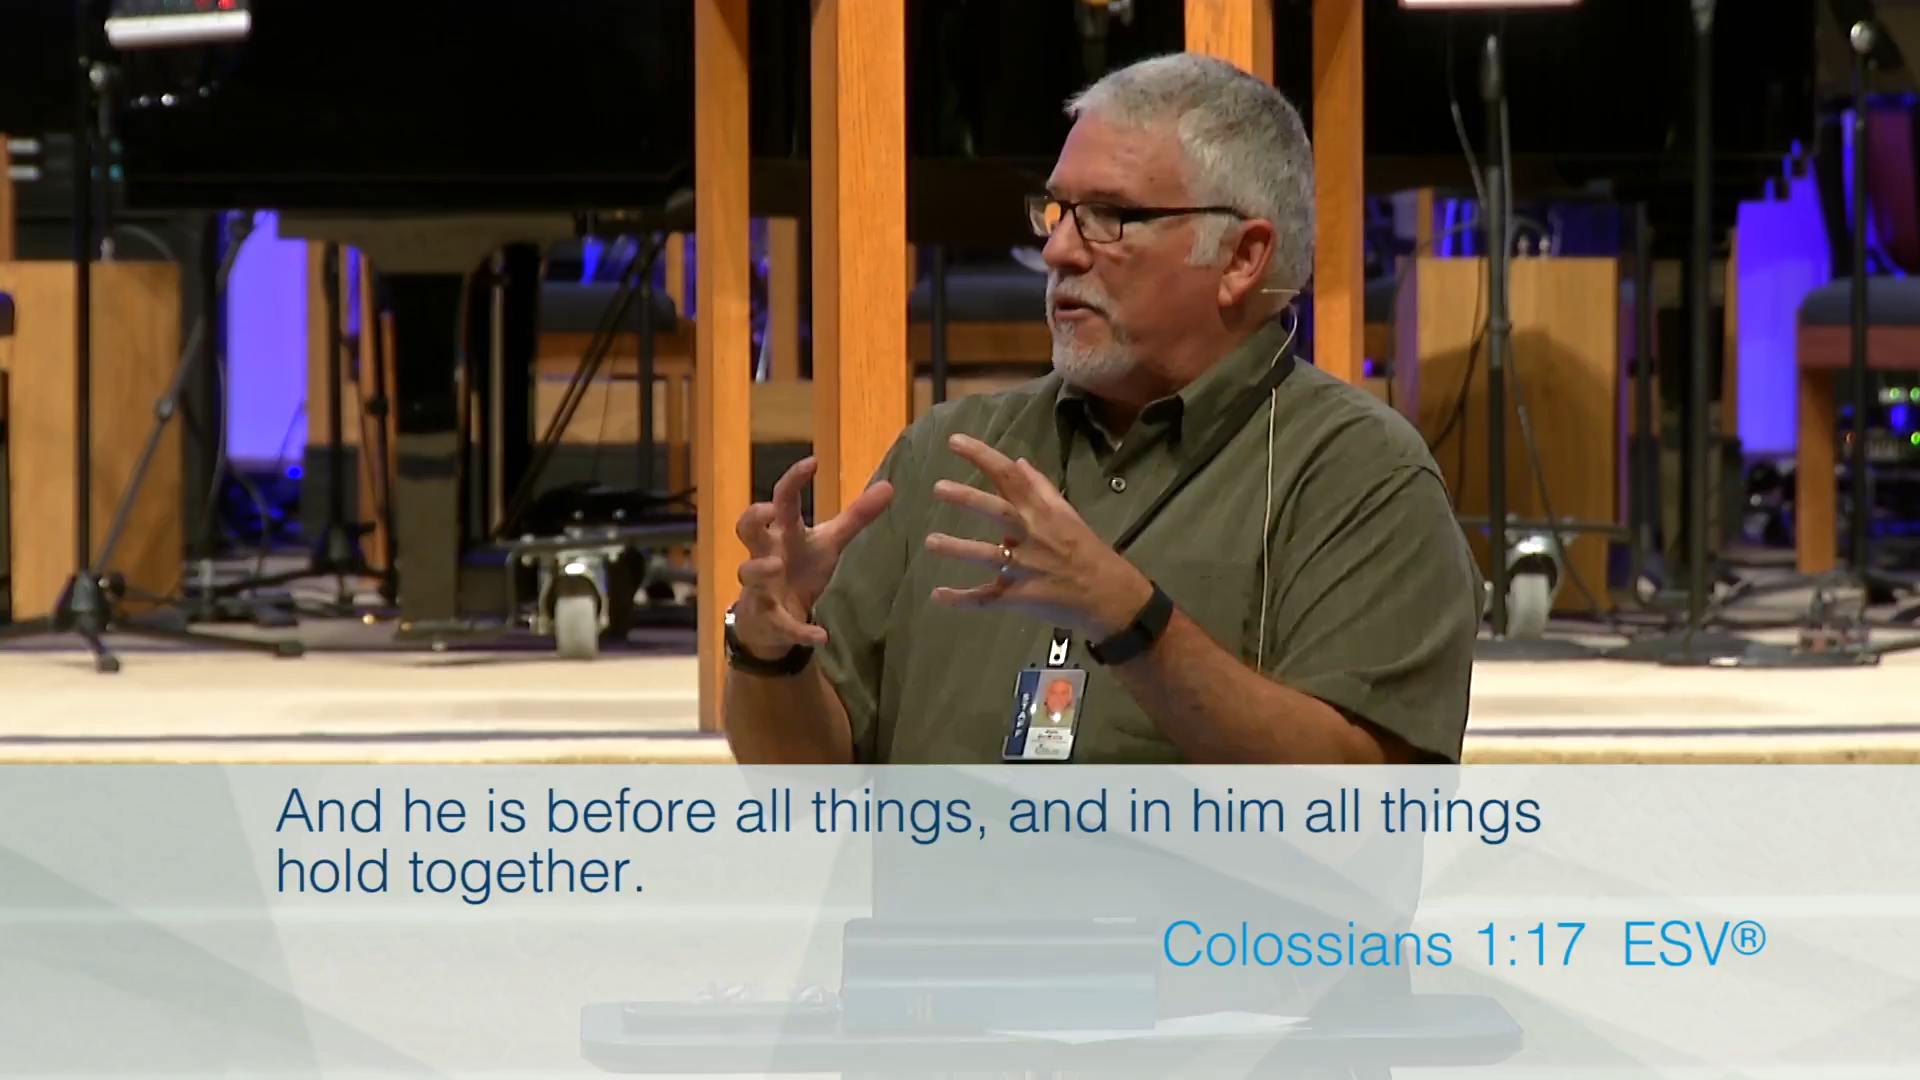 And he is before all things, and in him all things
hold together.
Colossians 1:17 ESV®